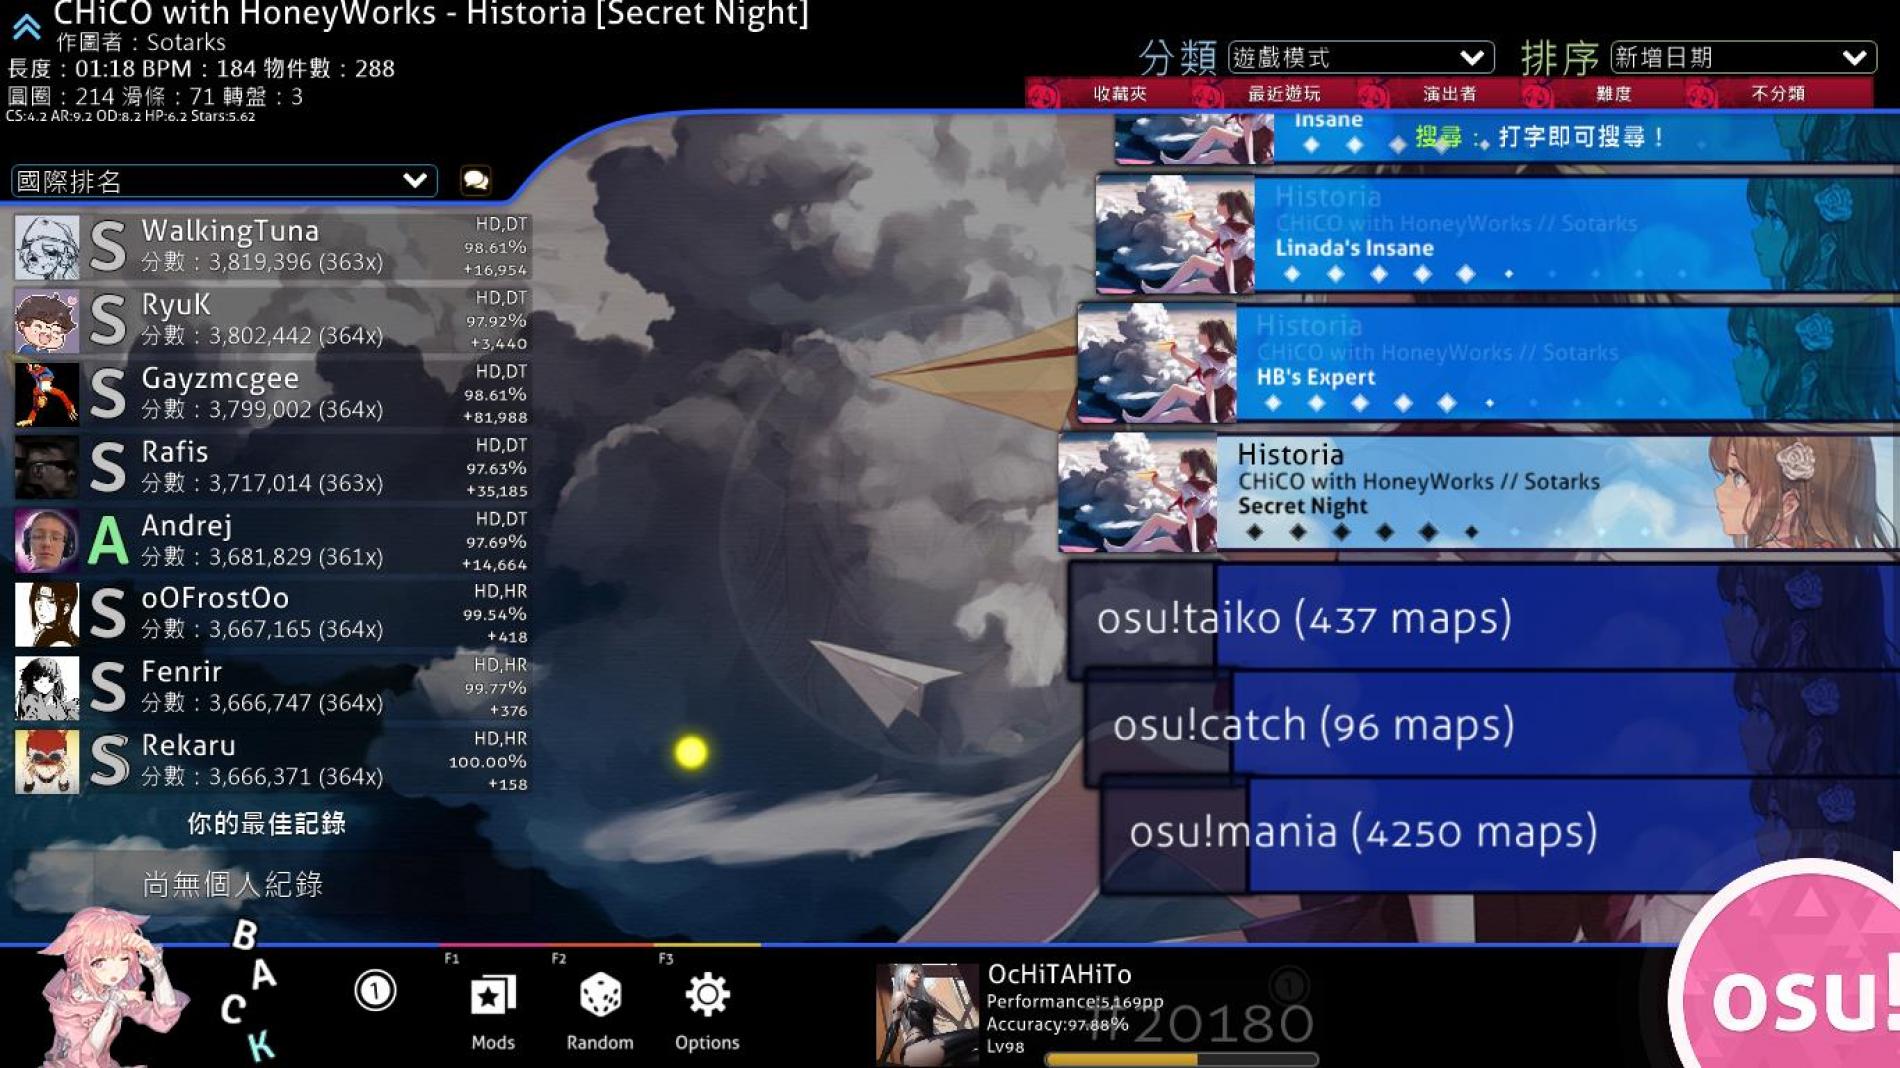 CHiCO with HoneyWorks - Historia [Secret Night]
作圖者：Sotarks
長度：01:18 BPM：184 物件數：288
圓圈：214 滑條：71 轉盤：3
CS:4.2 AR:9.2 OD:8.2 HP:6.2 Stars:5.62
分類 遊戲模式
排序 新增日期
收藏夾 最近遊玩 演出者 難度 不分類
搜尋：打字即可搜尋！
國際排名
WalkingTuna
分數：3,819,396 (363x)
HD,DT
98.61%
+16,954
RyuK
分數：3,802,442 (364x)
HD,DT
97.92%
+3,440
Gayzmcgee
分數：3,799,002 (364x)
HD,DT
98.61%
+81,988
Rafis
分數：3,717,014 (363x)
HD,DT
97.63%
+35,185
Andrej
分數：3,681,829 (361x)
HD,DT
97.69%
+14,664
oOFrostOo
分數：3,667,165 (364x)
HD,HR
99.54%
+418
Fenrir
分數：3,666,747 (364x)
HD,HR
99.77%
+376
Rekaru
分數：3,666,371 (364x)
HD,HR
100.00%
+158
S
S
S
S
A
S
S
S
你的最佳記錄
尚無個人紀錄
Insane
Historia
CHiCO with HoneyWorks // Sotarks
Linada's Insane
Historia
CHiCO with HoneyWorks // Sotarks
HB's Expert
Historia
CHiCO with HoneyWorks // Sotarks
Secret Night
osu!taiko (437 maps)
osu!catch (96 maps)
osu!mania (4250 maps)
BACK
1
F1
Mods
F2
Random
F3
Options
OcHiTAHiTo
Performance:5,169pp
Accuracy:97.88%
Lv98
#20180
1
osu!